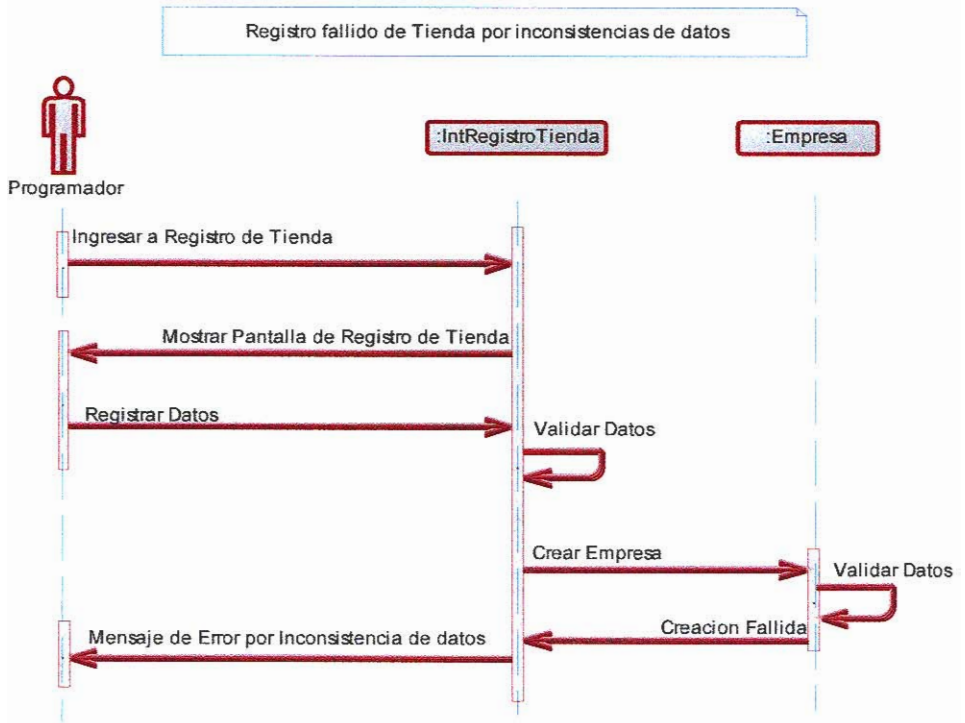 Registro fallido de Tienda por inconsistencias de datos
:IntRegistroTienda
:Empresa
Programador
Ingresar a Registro de Tienda
Mostrar Pantalla de Registro de Tienda
Registrar Datos
Validar Datos
Crear Empresa
Validar Datos
Creacion Fallida
Mensaje de Error por Inconsistencia de datos